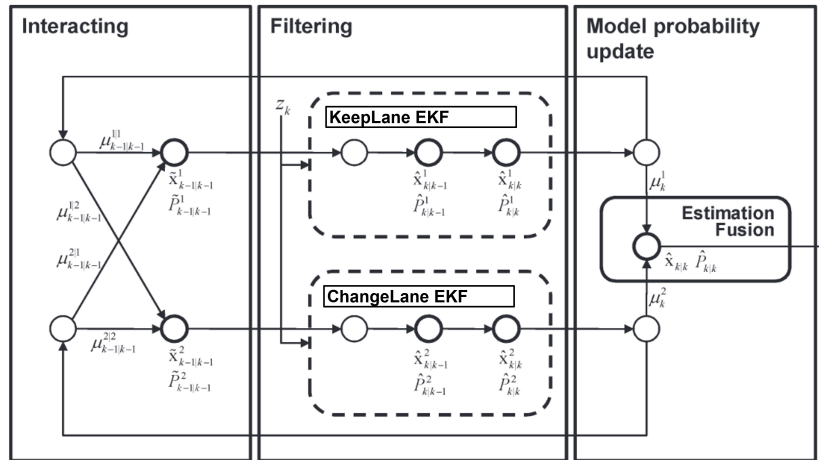 Interacting
Filtering
Model probability
update
z_k
KeepLane EKF
μ^{1|1}_{k-1|k-1}
x̃^1_{k-1|k-1}
P̃^1_{k-1|k-1}
x̂^1_{k|k-1}
P̂^1_{k|k-1}
x̂^1_{k|k}
P̂^1_{k|k}
μ^1_k
μ^{1|2}_{k-1|k-1}
μ^{2|1}_{k-1|k-1}
Estimation
Fusion
x̂_{k|k} P̂_{k|k}
ChangeLane EKF
μ^2_k
μ^{2|2}_{k-1|k-1}
x̃^2_{k-1|k-1}
P̃^2_{k-1|k-1}
x̂^2_{k|k-1}
P̂^2_{k|k-1}
x̂^2_{k|k}
P̂^2_{k|k}